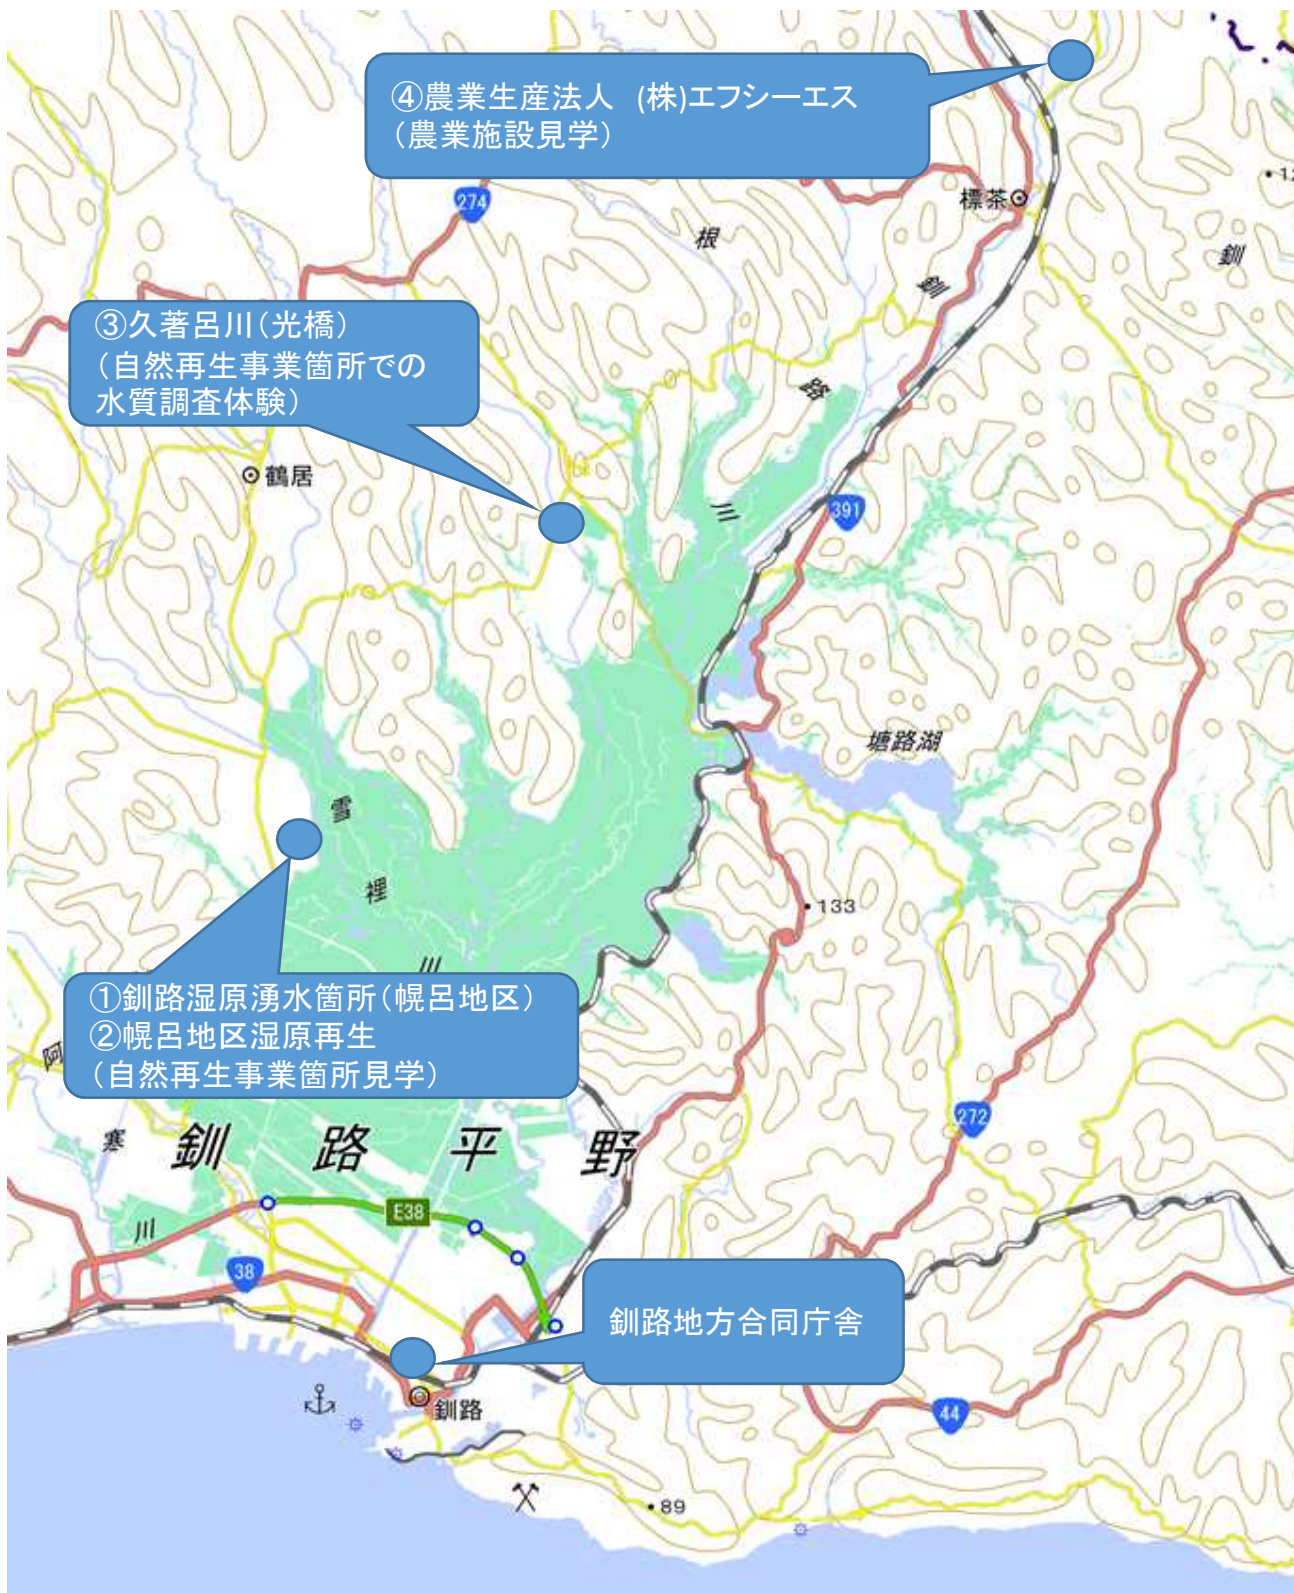 ④農業生産法人　(株)エフシーエス
（農業施設見学）
274
標茶
12
根
釧
釧
③久著呂川（光橋）
（自然再生事業箇所での
水質調査体験）
路
鶴居
川
391
塘路湖
雪
裡
133
川
①釧路湿原湧水箇所（幌呂地区）
②幌呂地区湿原再生
（自然再生事業箇所見学）
阿
寒
272
釧路平野
E38
川
38
釧路地方合同庁舎
釧路
44
89